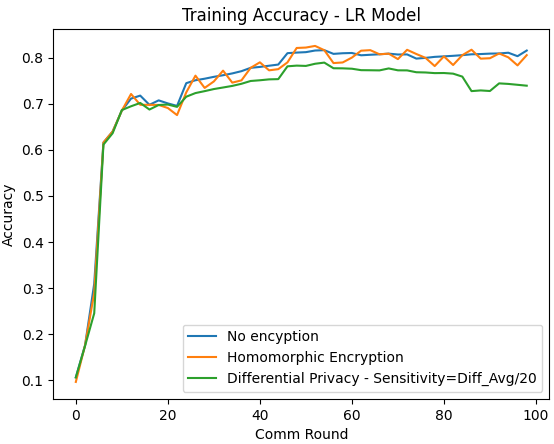 Training Accuracy - LR Model
Accuracy
0.8
0.7
0.6
0.5
0.4
0.3
0.2
0.1
No encyption
Homomorphic Encryption
Differential Privacy - Sensitivity=Diff_Avg/20
0 20 40 60 80 100
Comm Round